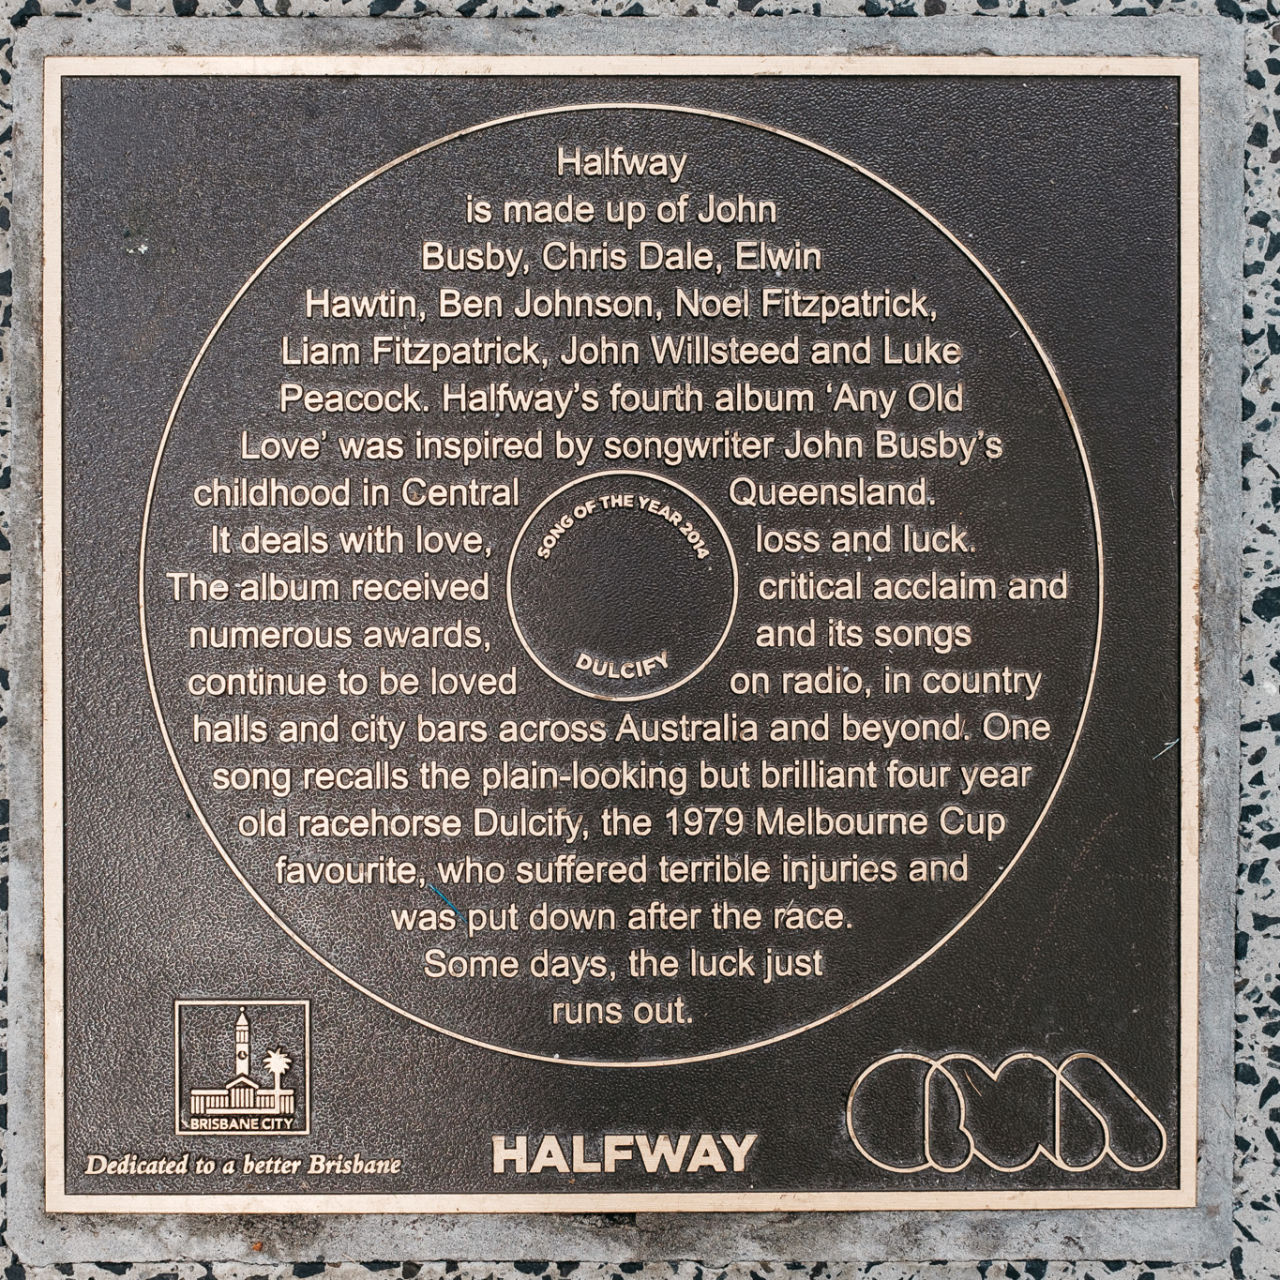 Halfway
is made up of John
Busby, Chris Dale, Elwin
Hawtin, Ben Johnson, Noel Fitzpatrick,
Liam Fitzpatrick, John Willsteed and Luke
Peacock. Halfway's fourth album ‘Any Old
Love’ was inspired by songwriter John Busby's
childhood in Central Queensland.
It deals with love, loss and luck.
The album received critical acclaim and
numerous awards, and its songs
continue to be loved on radio, in country
halls and city bars across Australia and beyond. One
song recalls the plain-looking but brilliant four year
old racehorse Dulcify, the 1979 Melbourne Cup
favourite, who suffered terrible injuries and
was put down after the race.
Some days, the luck just
runs out.
SONG OF THE YEAR 2014
DULCIFY
BRISBANE CITY
Dedicated to a better Brisbane
HALFWAY
QMA